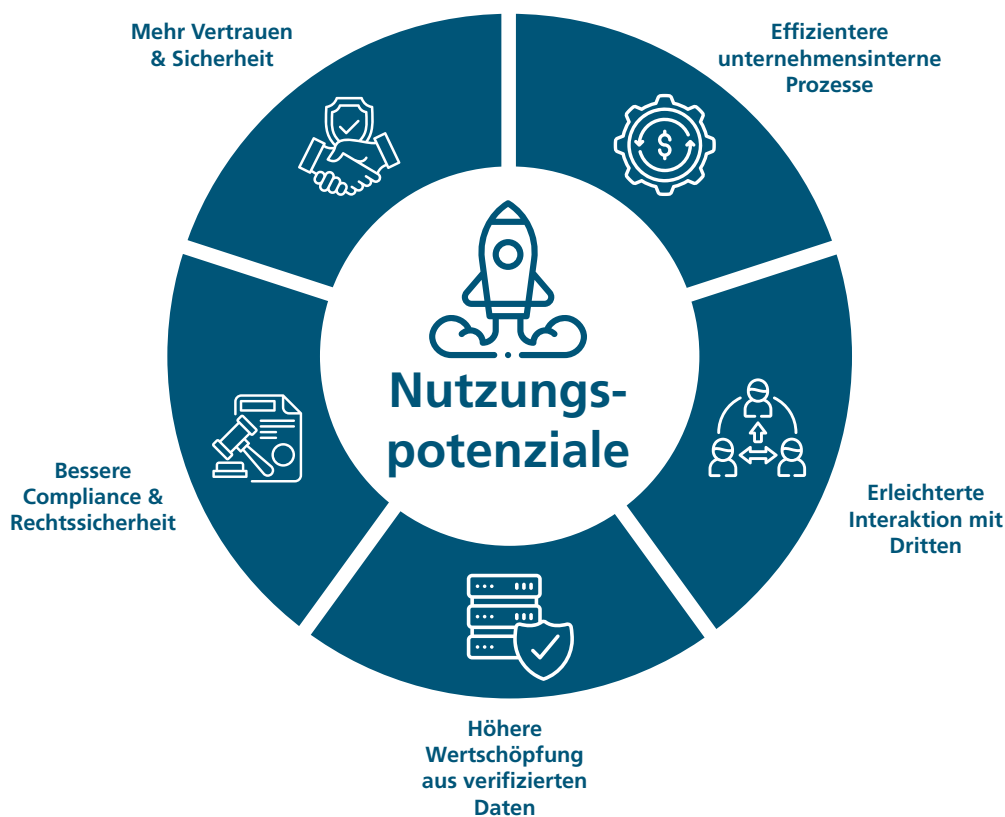 Mehr Vertrauen
& Sicherheit
Effizientere
unternehmensinterne
Prozesse
$
Nutzungs-
potenziale
Bessere
Compliance &
Rechtssicherheit
Erleichterte
Interaktion mit
Dritten
Höhere
Wertschöpfung
aus verifizierten
Daten